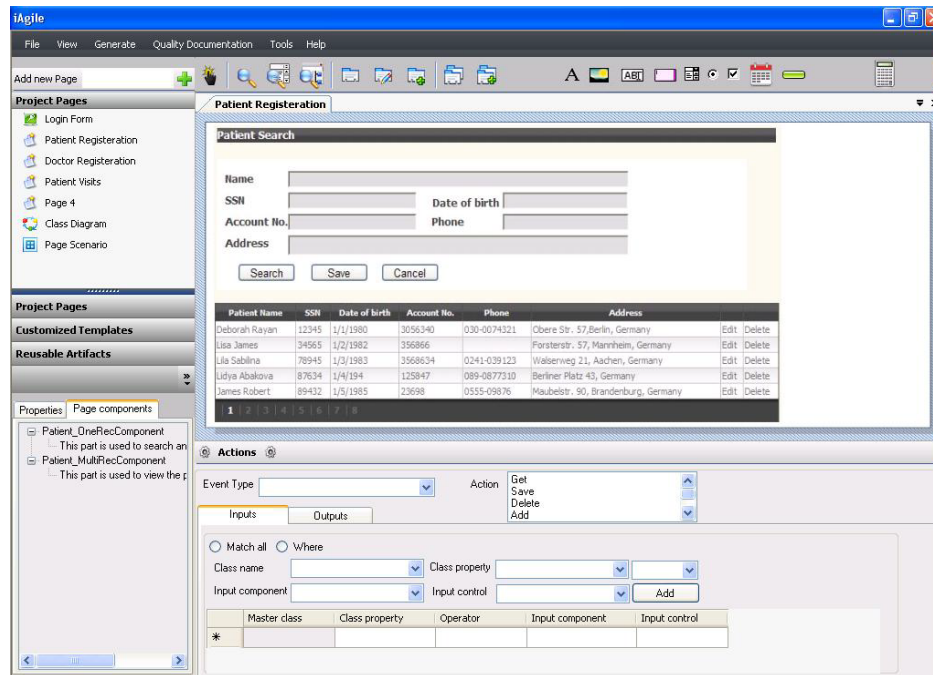 iAgile
File View Generate Quality Documentation Tools Help
Add new Page
A ABI
Project Pages
Login Form
Patient Registeration
Doctor Registeration
Patient Visits
Page 4
Class Diagram
Page Scenario
Project Pages
Customized Templates
Reusable Artifacts
Properties Page components
Patient_OneRecComponent
This part is used to search an
Patient_MultiRecComponent
This part is used to view the p
Patient Registeration
Patient Search
Name
SSN Date of birth
Account No. Phone
Address
Search Save Cancel
Patient Name SSN Date of birth Account No. Phone Address
Deborah Rayan 12345 1/1/1980 3056340 030-0074321 Obere Str. 57,Berlin, Germany Edit Delete
Lisa James 34565 1/2/1982 356866 Forsterstr. 57, Mannheim, Germany Edit Delete
Lila Sabilna 78945 1/3/1983 3568634 0241-039123 Walserweg 21, Aachen, Germany Edit Delete
Lidya Abakova 87634 1/4/194 125847 089-0877310 Berliner Platz 43, Germany Edit Delete
James Robert 89432 1/5/1985 23698 0555-09876 Maubelstr. 90, Brandenburg, Germany Edit Delete
1 | 2 | 3 | 4 | 5 | 6 | 7 | 8
Actions
Event Type Action Get
Save
Delete
Add
Inputs Outputs
Match all Where
Class name Class property
Input component Input control Add
Master class Class property Operator Input component Input control